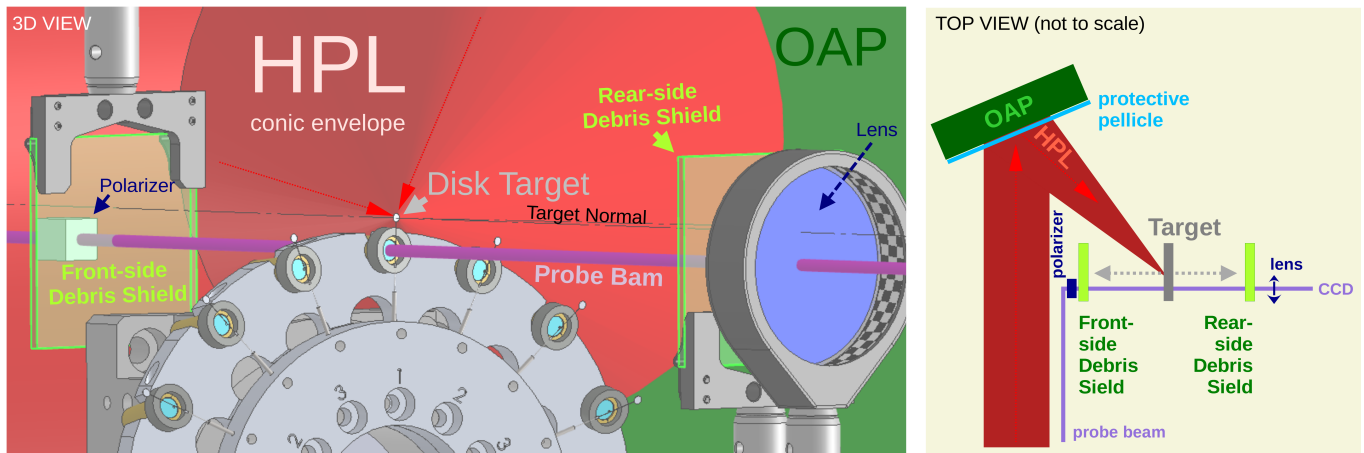 3D VIEW
HPL
conic envelope
OAP
Rear-side
Debris Shield
Lens
Polarizer
Disk Target
Target Normal
Front-side
Debris Shield
Probe Bam
3
1
2
2
3
TOP VIEW (not to scale)
OAP
protective
pellicle
HPL
polarizer
Target
lens
CCD
Front-
side
Debris
Sield
Rear-
side
Debris
Sield
probe beam